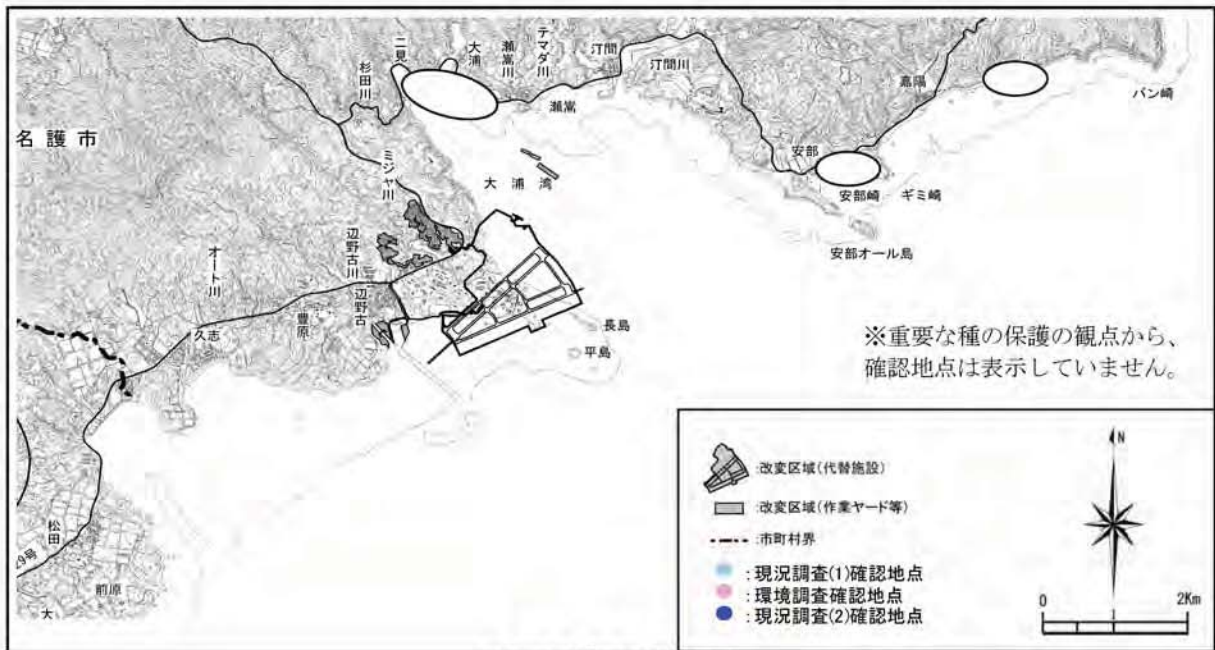 二見
大浦
瀬嵩川
テマダ川
汀間
汀間川
杉田川
瀬嵩
嘉陽
バン崎
名護市
ミジャ川
大浦湾
安部
安部崎
ギミ崎
安部オール島
オート川
辺野古川
辺野古
豊原
久志
長島
平島
※重要な種の保護の観点から、
確認地点は表示していません。
:改変区域(代替施設)
:改変区域(作業ヤード等)
:市町村界
:現況調査(1)確認地点
:環境調査確認地点
:現況調査(2)確認地点
N
0 2Km
松田
29号
前原
大